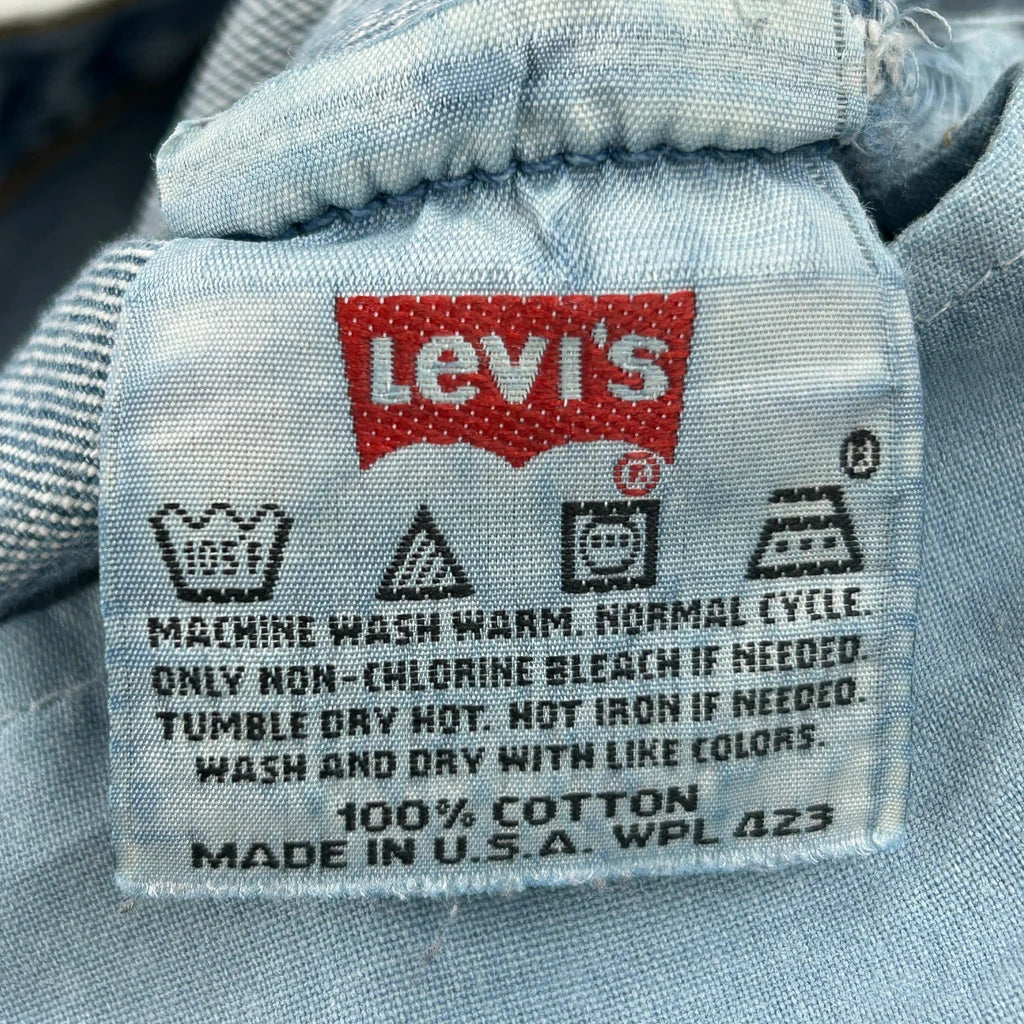 Levi's
®
®
105F
MACHINE WASH WARM. NORMAL CYCLE.
ONLY NON-CHLORINE BLEACH IF NEEDED.
TUMBLE DRY HOT. HOT IRON IF NEEDED.
WASH AND DRY WITH LIKE COLORS.
100% COTTON
MADE IN U.S.A. WPL 423